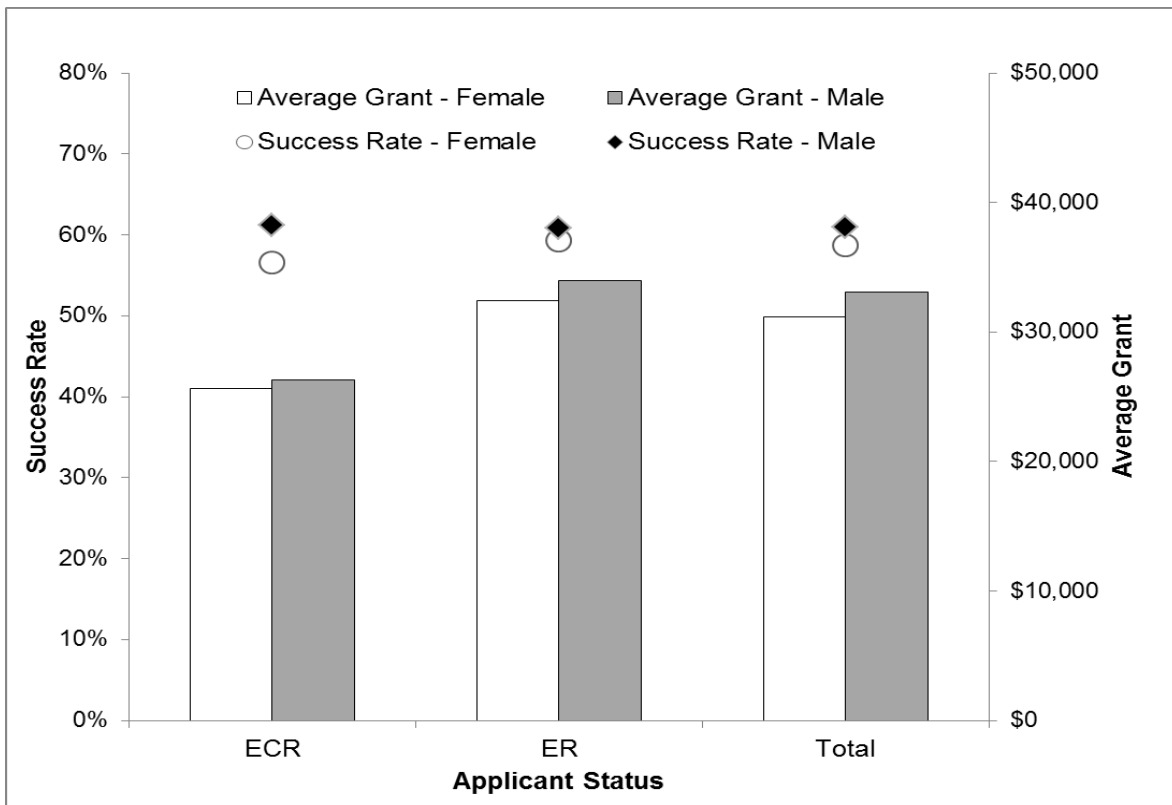 80%
70%
60%
50%
40%
30%
20%
10%
0%
Success Rate
Average Grant - Female
Average Grant - Male
Success Rate - Female
Success Rate - Male
$50,000
$40,000
$30,000
$20,000
$10,000
$0
Average Grant
ECR
ER
Total
Applicant Status